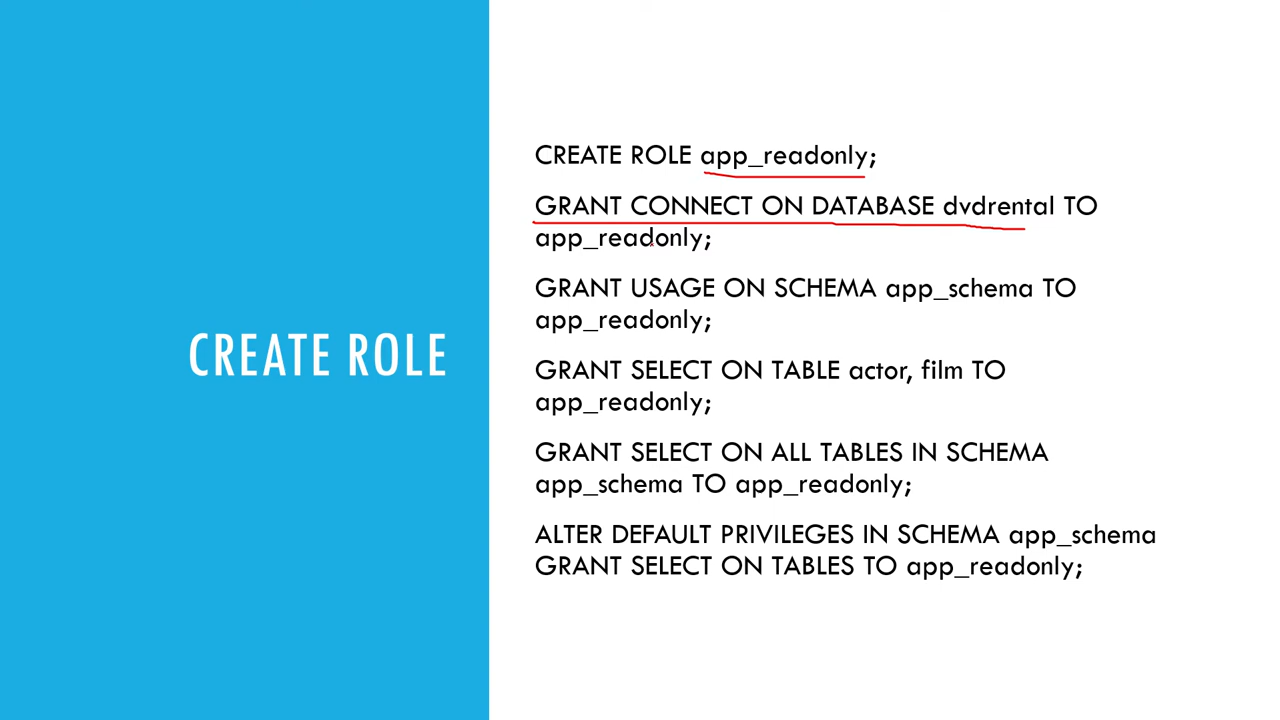 CREATE ROLE
CREATE ROLE app_readonly;
GRANT CONNECT ON DATABASE dvdrental TO
app_readonly;
GRANT USAGE ON SCHEMA app_schema TO
app_readonly;
GRANT SELECT ON TABLE actor, film TO
app_readonly;
GRANT SELECT ON ALL TABLES IN SCHEMA
app_schema TO app_readonly;
ALTER DEFAULT PRIVILEGES IN SCHEMA app_schema
GRANT SELECT ON TABLES TO app_readonly;